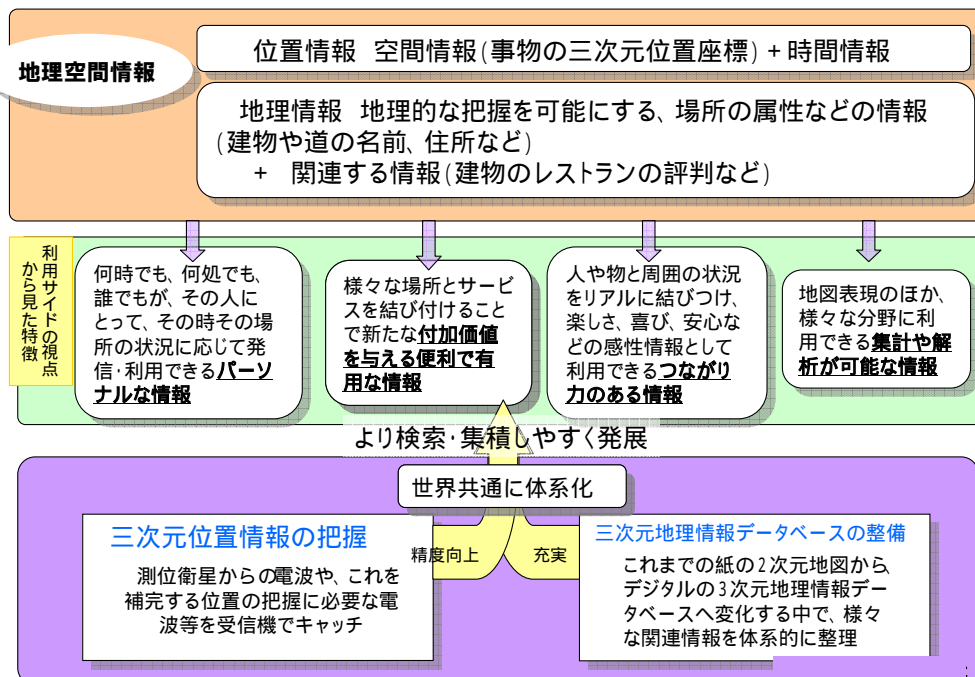 地理空間情報
位置情報 空間情報(事物の三次元位置座標) + 時間情報
地理情報 地理的な把握を可能にする、場所の属性などの情報
(建物や道の名前、住所など)
+ 関連する情報(建物のレストランの評判など)
利用サイドの視点
から見た特徴
何時でも、何処でも、
誰でもが、その人に
とって、その時その場
所の状況に応じて発
信・利用できるパーソ
ナルな情報
様々な場所とサービ
スを結び付けること
で新たな付加価値
を与える便利で有
用な情報
人や物と周囲の状況
をリアルに結びつけ、
楽しさ、喜び、安心な
どの感性情報として
利用できるつながり
力のある情報
地図表現のほか、
様々な分野に利
用できる集計や解
析が可能な情報
より検索・集積しやすく発展
世界共通に体系化
三次元位置情報の把握
測位衛星からの電波や、これを
補完する位置の把握に必要な電
波等を受信機でキャッチ
精度向上
充実
三次元地理情報データベースの整備
これまでの紙の2次元地図から、
デジタルの3次元地理情報デー
タベースへ変化する中で、様々
な関連情報を体系的に整理